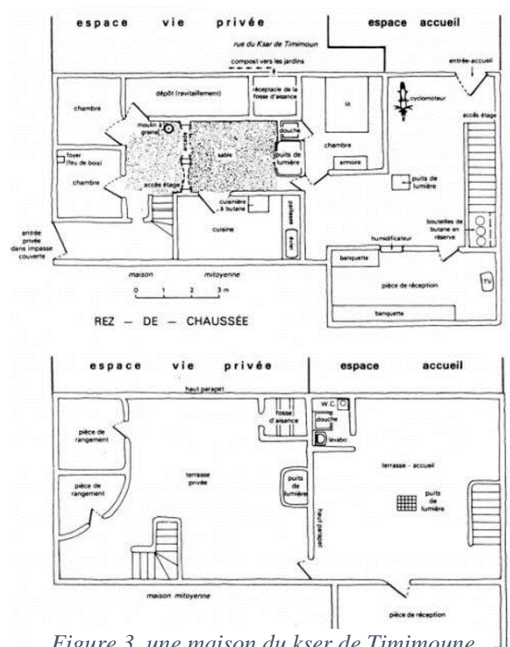 espace vie privée
espace accueil
rue du Ksar de Timimoun
compost vers les jardins
entrée-accueil
dépôt (ravitaillement)
réceptacle de la
fosse d'aisance
chambre
lit
cyclomoteur
moulin à
graine
douche
accès étage
arcade
sable
puits de
lumière
chambre
foyer
(feu de bois)
armoire
chambre
puits de
lumière
accès étage
cuisinière
à butane
paillasse
bouteilles de
butane en
réserve
entrée
privée
dans impasse
couverte
cuisine
évier
humidificateur
banquette
TV
maison mitoyenne
pièce de réception
0 1 2 3 m
banquette
REZ – DE – CHAUSSÉE
espace vie privée
espace accueil
haut parapet
W.C.
fosse
d'aisance
douche
pièce de
rangement
lavabo
terrasse
privée
terrasse - accueil
pièce de
rangement
puits
de
lumière
puits
de
lumière
haut parapet
maison mitoyenne
pièce de réception
Figure 3. une maison du kser de Timimoune